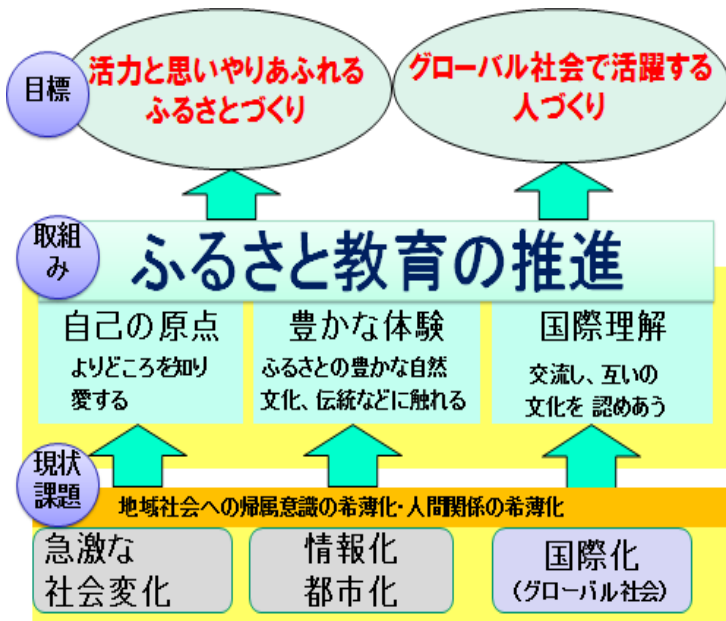 目標
活力と思いやりあふれる
ふるさとづくり
グローバル社会で活躍する
人づくり
取組
み
ふるさと教育の推進
自己の原点
よりどころを知り
愛する
豊かな体験
ふるさとの豊かな自然
文化、伝統などに触れる
国際理解
交流し、互いの
文化を 認めあう
現状
課題
地域社会への帰属意識の希薄化・人間関係の希薄化
急激な
社会変化
情報化
都市化
国際化
(グローバル社会)